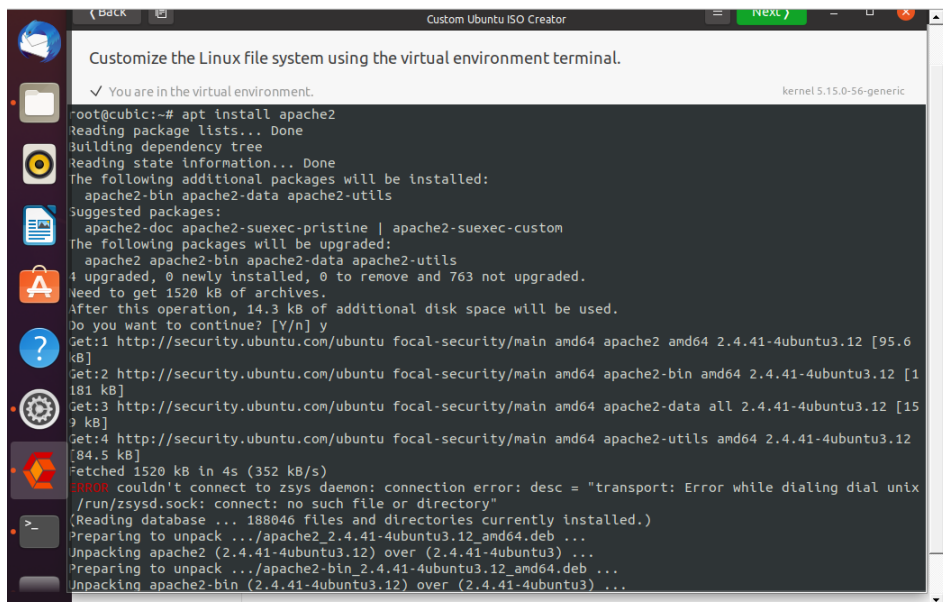 Back
Custom Ubuntu ISO Creator
Next
Customize the Linux file system using the virtual environment terminal.
✓ You are in the virtual environment.
kernel 5.15.0-56-generic
root@cubic:~# apt install apache2
Reading package lists... Done
Building dependency tree
Reading state information... Done
The following additional packages will be installed:
apache2-bin apache2-data apache2-utils
Suggested packages:
apache2-doc apache2-suexec-pristine | apache2-suexec-custom
The following packages will be upgraded:
apache2 apache2-bin apache2-data apache2-utils
4 upgraded, 0 newly installed, 0 to remove and 763 not upgraded.
Need to get 1520 kB of archives.
After this operation, 14.3 kB of additional disk space will be used.
Do you want to continue? [Y/n] y
Get:1 http://security.ubuntu.com/ubuntu focal-security/main amd64 apache2 amd64 2.4.41-4ubuntu3.12 [95.6
kB]
Get:2 http://security.ubuntu.com/ubuntu focal-security/main amd64 apache2-bin amd64 2.4.41-4ubuntu3.12 [1
181 kB]
Get:3 http://security.ubuntu.com/ubuntu focal-security/main amd64 apache2-data all 2.4.41-4ubuntu3.12 [15
9 kB]
Get:4 http://security.ubuntu.com/ubuntu focal-security/main amd64 apache2-utils amd64 2.4.41-4ubuntu3.12
[84.5 kB]
Fetched 1520 kB in 4s (352 kB/s)
ERROR couldn't connect to zsys daemon: connection error: desc = "transport: Error while dialing dial unix
/run/zsysd.sock: connect: no such file or directory"
(Reading database ... 188046 files and directories currently installed.)
Preparing to unpack .../apache2_2.4.41-4ubuntu3.12_amd64.deb ...
Unpacking apache2 (2.4.41-4ubuntu3.12) over (2.4.41-4ubuntu3) ...
Preparing to unpack .../apache2-bin_2.4.41-4ubuntu3.12_amd64.deb ...
Unpacking apache2-bin (2.4.41-4ubuntu3.12) over (2.4.41-4ubuntu3) ...